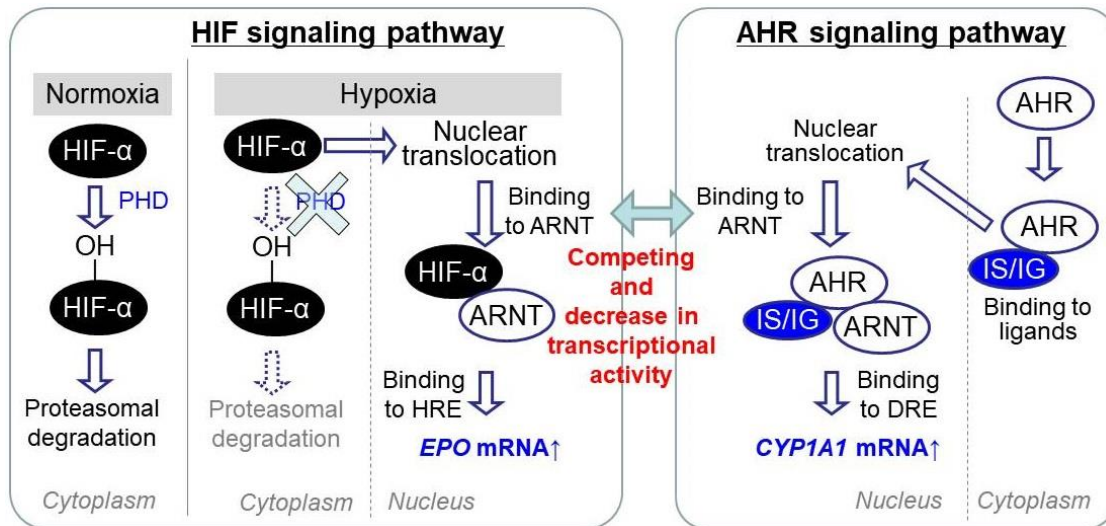 HIF signaling pathway
Normoxia
HIF-α
PHD
OH
HIF-α
Proteasomal
degradation
Cytoplasm
Hypoxia
HIF-α
PHD
OH
HIF-α
Proteasomal
degradation
Cytoplasm
Nuclear
translocation
Binding
to ARNT
HIF-α
ARNT
Binding
to HRE
EPO mRNA↑
Nucleus
Competing
and
decrease in
transcriptional
activity
AHR signaling pathway
AHR
AHR
IS/IG
Binding to
ligands
Cytoplasm
Nuclear
translocation
Binding to
ARNT
AHR
IS/IG
ARNT
Binding
to DRE
CYP1A1 mRNA↑
Nucleus